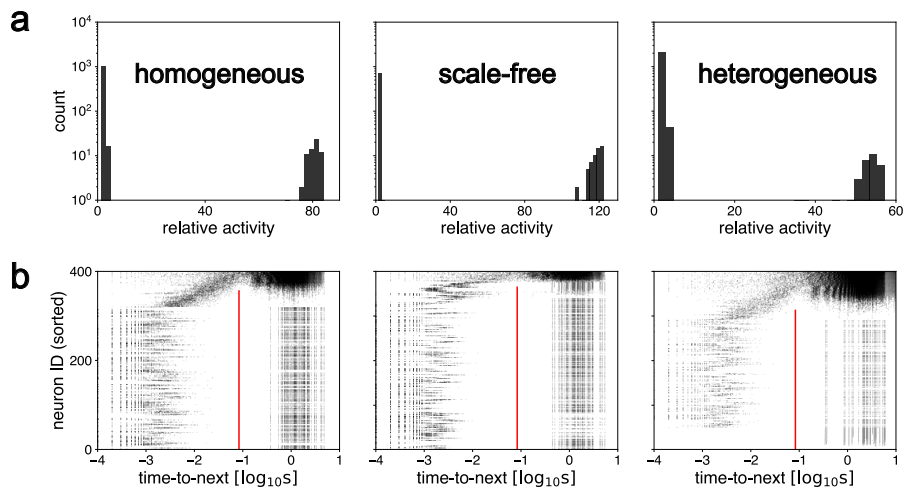 a
10⁴
10³
10²
10¹
10⁰
count
homogeneous
0 40 80
relative activity
scale-free
0 40 80 120
relative activity
heterogeneous
0 20 40 60
relative activity
b
400
200
0
neuron ID (sorted)
−4 −3 −2 −1 0 1
time-to-next [log₁₀s]
−4 −3 −2 −1 0 1
time-to-next [log₁₀s]
−4 −3 −2 −1 0 1
time-to-next [log₁₀s]